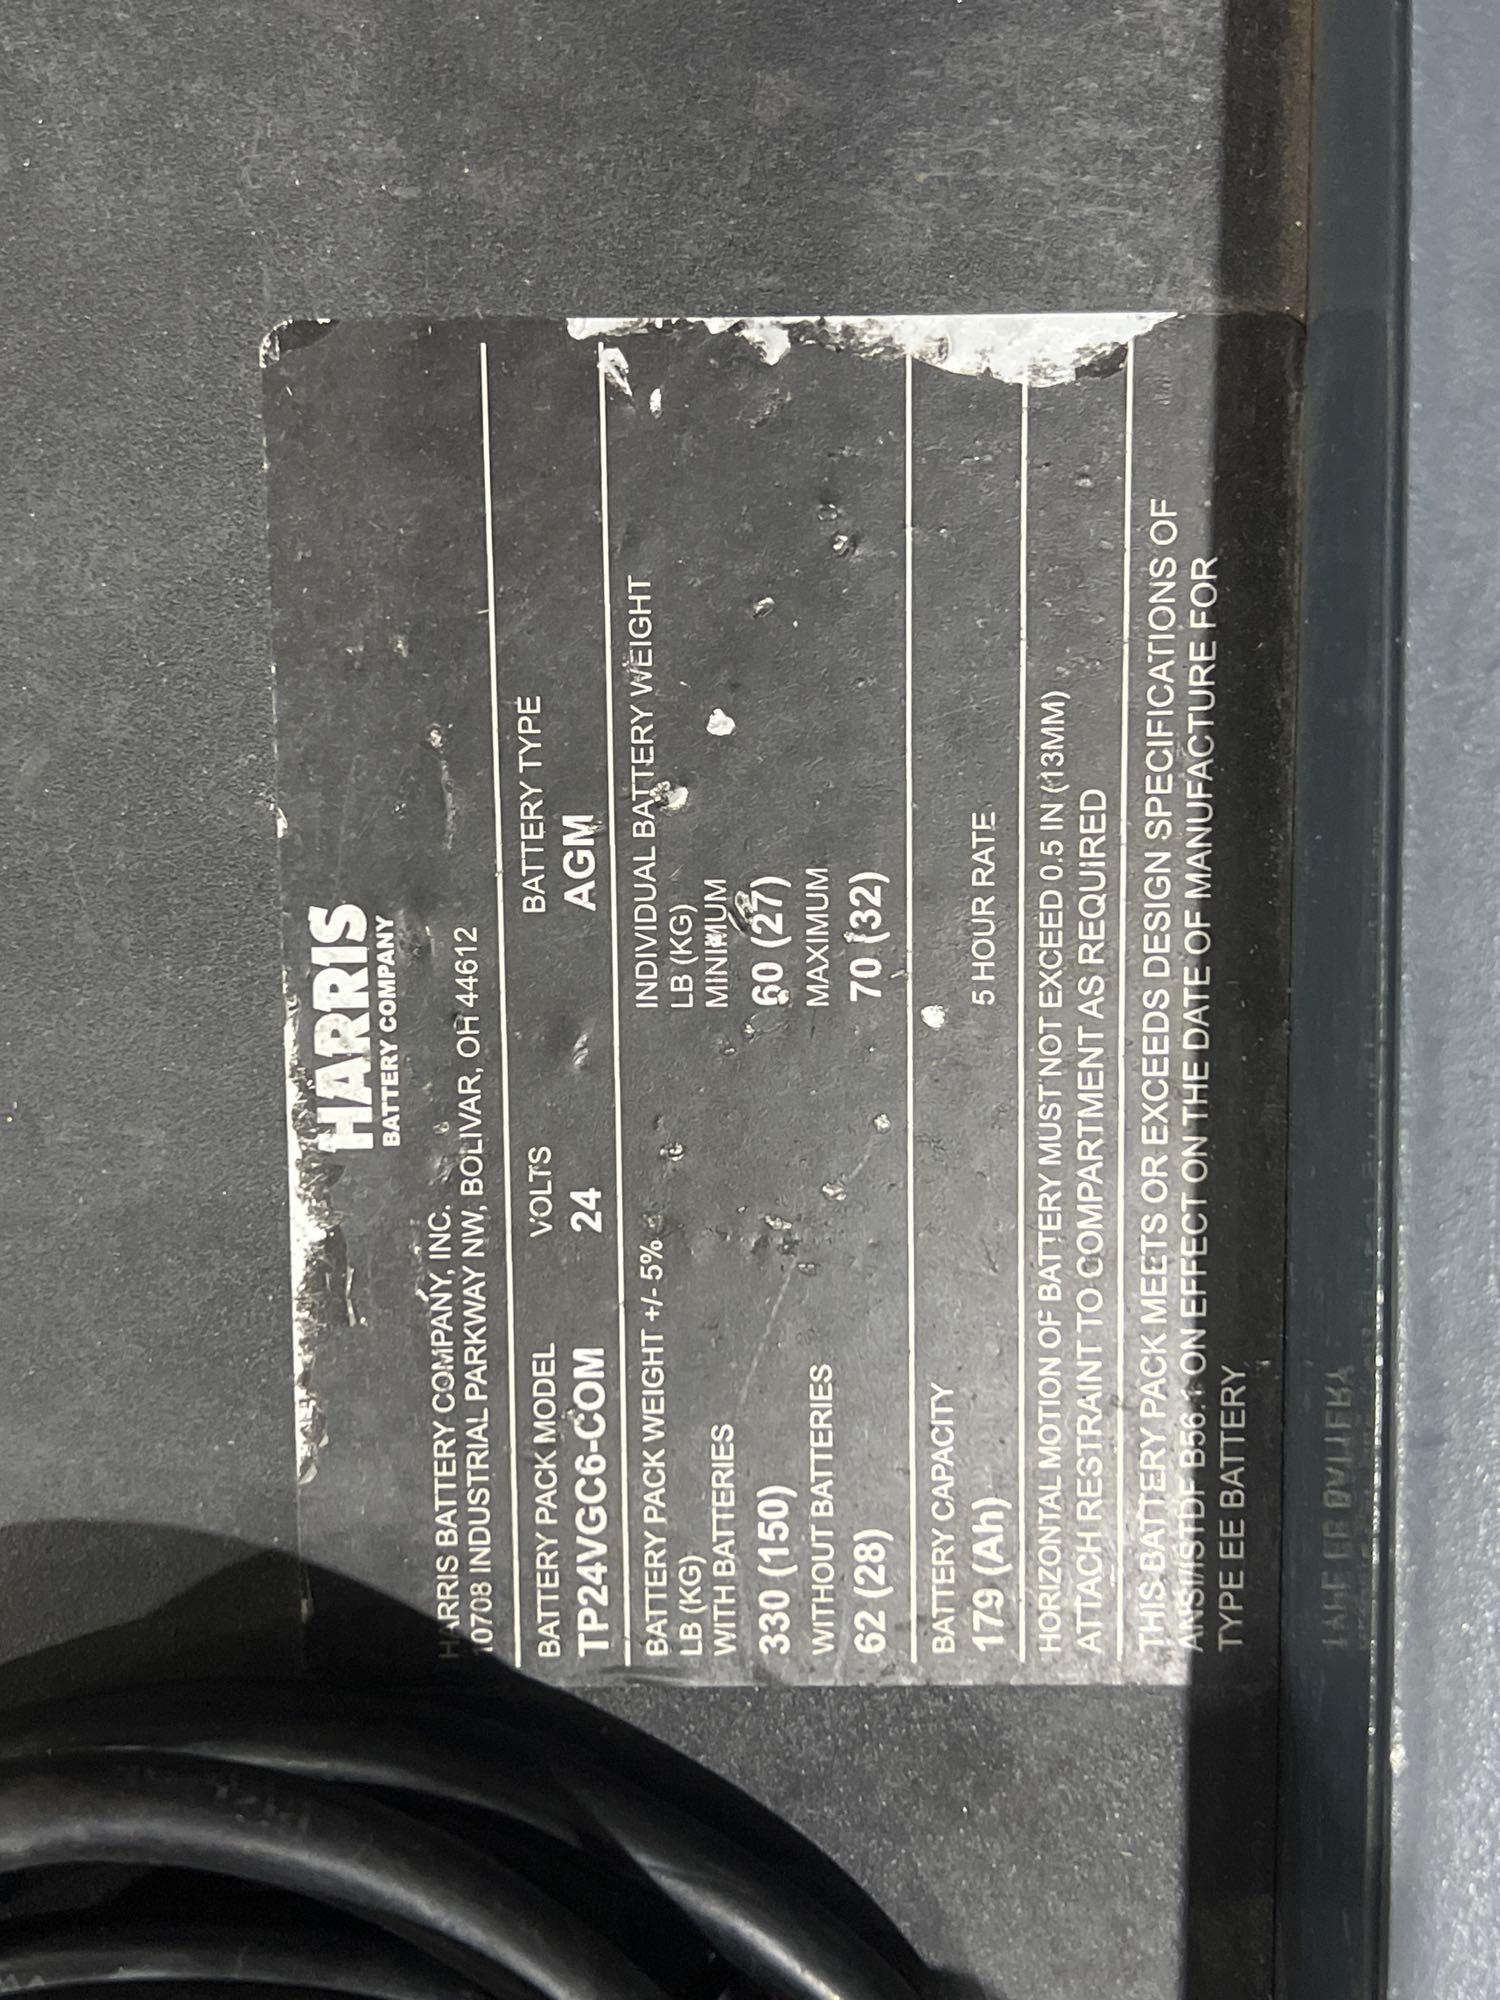 HARRIS
BATTERY COMPANY
HARRIS BATTERY COMPANY, INC.
10708 INDUSTRIAL PARKWAY NW, BOLIVAR, OH 44612
BATTERY PACK MODEL VOLTS BATTERY TYPE
TP24VGC6-COM 24 AGM
BATTERY PACK WEIGHT +/- 5% INDIVIDUAL BATTERY WEIGHT
LB (KG) LB (KG)
WITH BATTERIES MINIMUM
330 (150) 60 (27)
WITHOUT BATTERIES MAXIMUM
62 (28) 70 (32)
BATTERY CAPACITY
179 (Ah) 5 HOUR RATE
HORIZONTAL MOTION OF BATTERY MUST NOT EXCEED 0.5 IN (13MM)
ATTACH RESTRAINT TO COMPARTMENT AS REQUIRED
THIS BATTERY PACK MEETS OR EXCEEDS DESIGN SPECIFICATIONS OF
ANSI/ISTDF B56.1 ON EFFECT ON THE DATE OF MANUFACTURE FOR
TYPE EE BATTERY